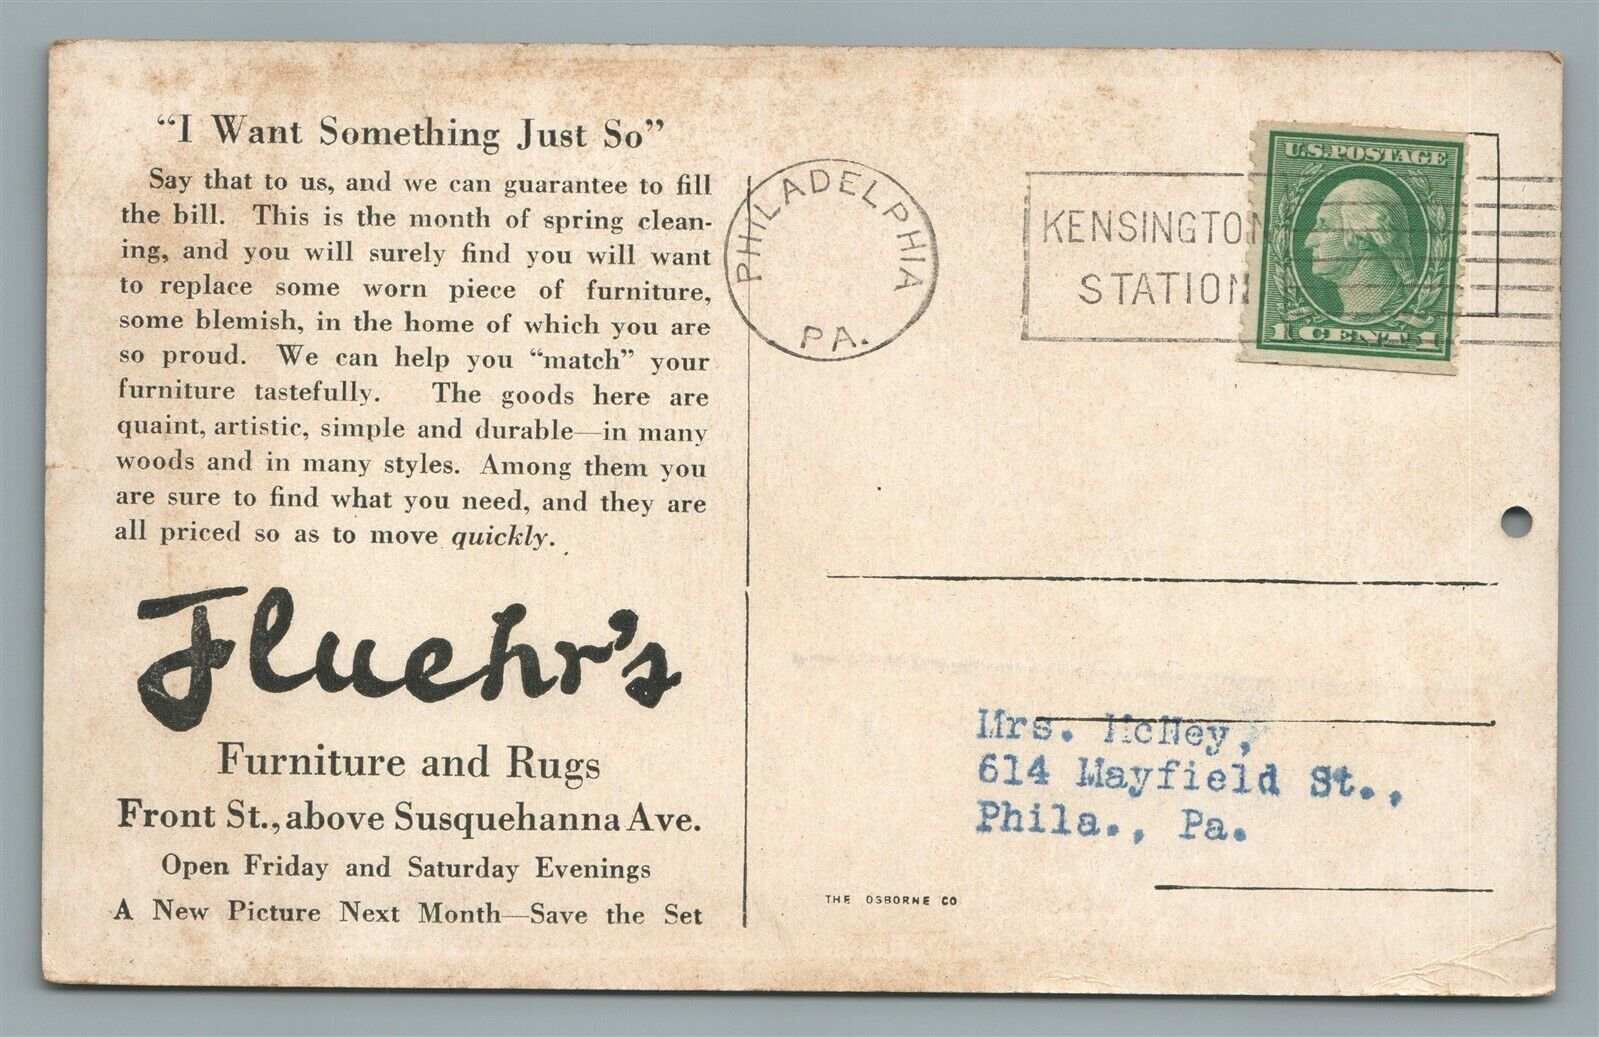 "I Want Something Just So"
Say that to us, and we can guarantee to fill
the bill. This is the month of spring clean-
ing, and you will surely find you will want
to replace some worn piece of furniture,
some blemish, in the home of which you are
so proud. We can help you "match" your
furniture tastefully. The goods here are
quaint, artistic, simple and durable—in many
woods and in many styles. Among them you
are sure to find what you need, and they are
all priced so as to move quickly.
Fluehr's
Furniture and Rugs
Front St., above Susquehanna Ave.
Open Friday and Saturday Evenings
A New Picture Next Month—Save the Set
PHILADELPHIA
PA.
KENSINGTON
STATION
U.S. POSTAGE
1 CENT 1
Mrs. McNey,
614 Mayfield St.,
Phila., Pa.
THE OSBORNE CO